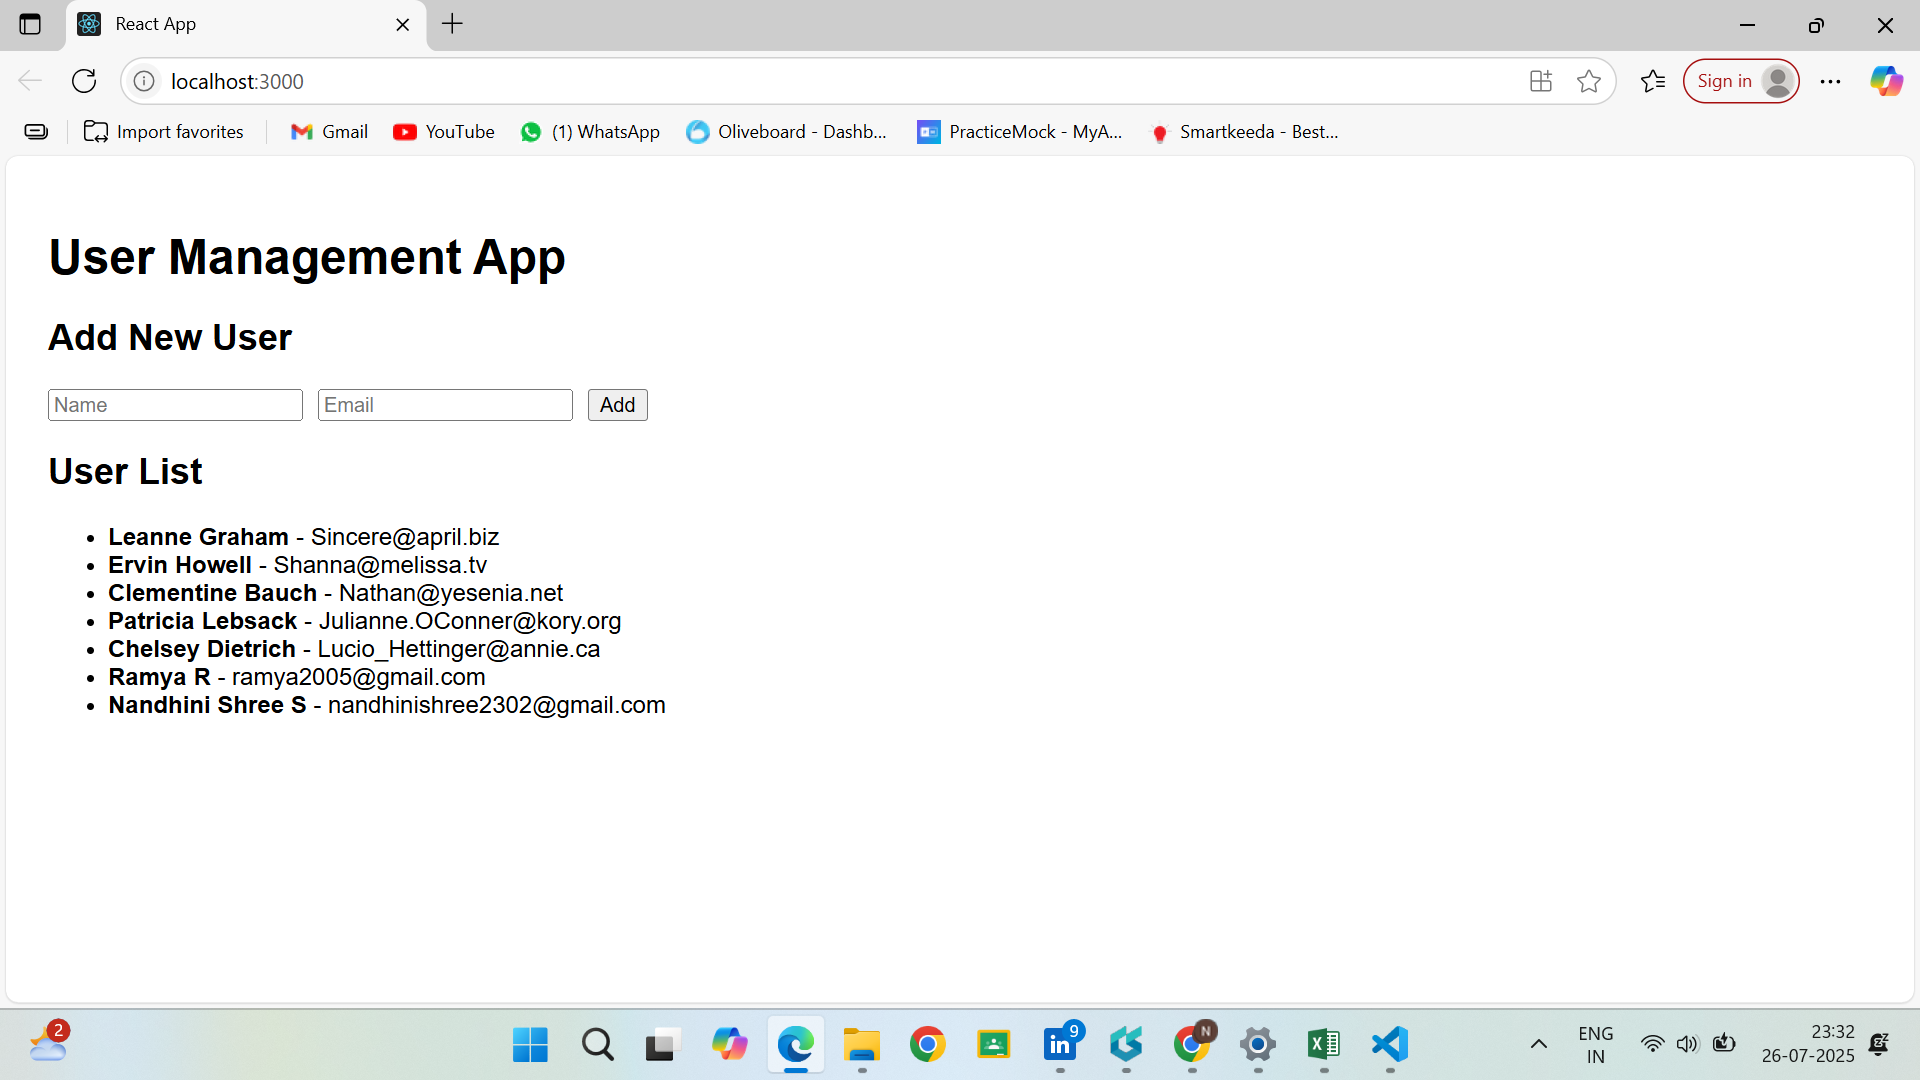 React App
localhost:3000
Sign in
Import favorites
Gmail
YouTube
(1) WhatsApp
Oliveboard - Dashb...
PracticeMock - MyA...
Smartkeeda - Best...
User Management App
Add New User
Name
Email
Add
User List
Leanne Graham - Sincere@april.biz
Ervin Howell - Shanna@melissa.tv
Clementine Bauch - Nathan@yesenia.net
Patricia Lebsack - Julianne.OConner@kory.org
Chelsey Dietrich - Lucio_Hettinger@annie.ca
Ramya R - ramya2005@gmail.com
Nandhini Shree S - nandhinishree2302@gmail.com
2
in
9
N
X
ENG
IN
23:32
26-07-2025